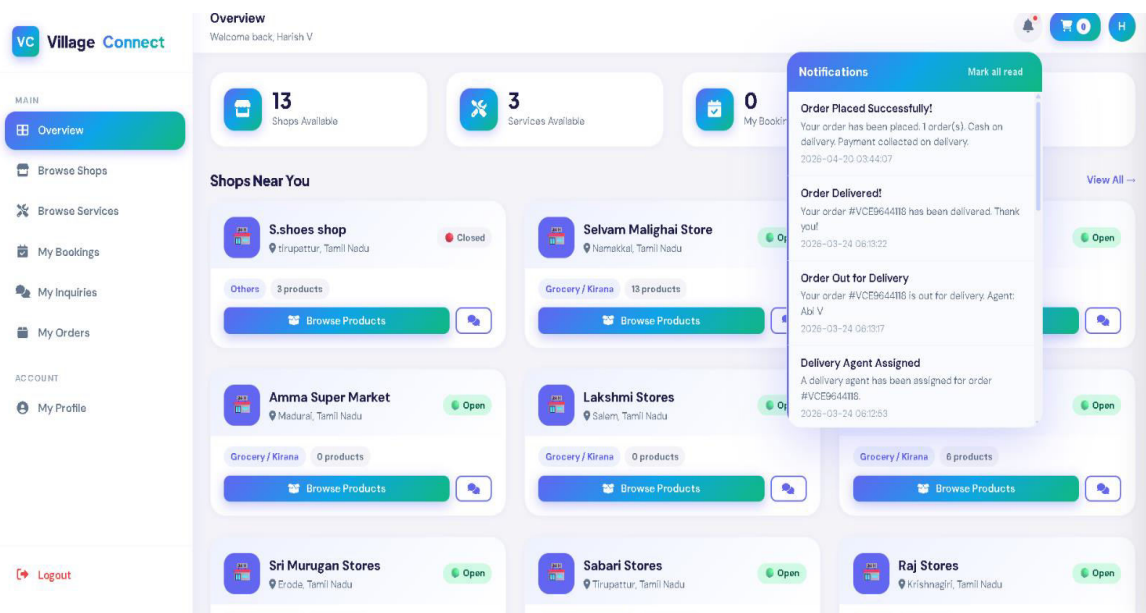 VC Village Connect
MAIN
Overview
Browse Shops
Browse Services
My Bookings
My Inquiries
My Orders
ACCOUNT
My Profile
Logout
Overview
Welcome back, Harish V
0
H
13
Shops Available
3
Services Available
0
Notifications
Mark all read
Order Placed Successfully!
Your order has been placed. 1 order(s). Cash on
delivery. Payment collected on delivery.
2026-04-20 03:44:07
Order Delivered!
Your order #VCE9644118 has been delivered. Thank
you!
2026-03-24 06:13:22
Order Out for Delivery
Your order #VCE9644118 is out for delivery. Agent:
Abi V
2026-03-24 06:13:17
Delivery Agent Assigned
A delivery agent has been assigned for order
#VCE9644118.
2026-03-24 06:12:53
Shops Near You
View All →
S.shoes shop
tirupattur, Tamil Nadu
Closed
Others 3 products
Browse Products
Selvam Malighai Store
Namakkal, Tamil Nadu
Grocery / Kirana 13 products
Browse Products
Open
Amma Super Market
Madurai, Tamil Nadu
Open
Grocery / Kirana 0 products
Browse Products
Lakshmi Stores
Salem, Tamil Nadu
Grocery / Kirana 0 products
Browse Products
Open
Grocery / Kirana 6 products
Browse Products
Sri Murugan Stores
Erode, Tamil Nadu
Open
Sabari Stores
Tirupattur, Tamil Nadu
Open
Raj Stores
Krishnagiri, Tamil Nadu
Open